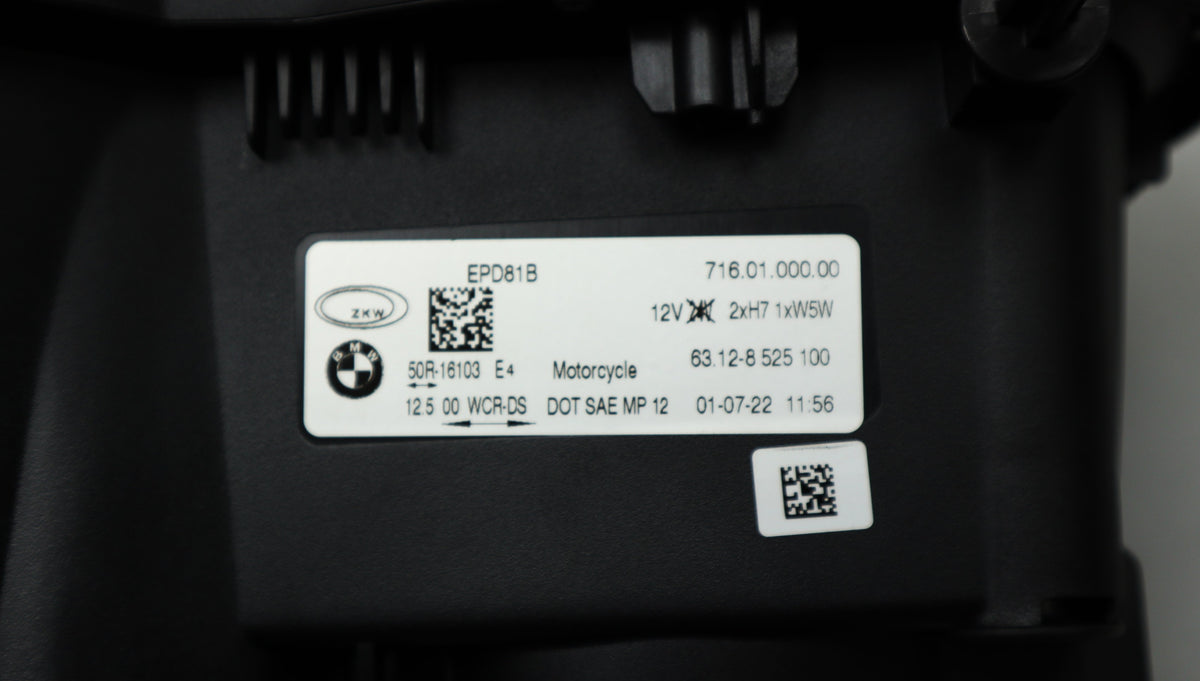 EPD81B 716.01.000.00
ZKW 12V 2xH7 1xW5W
BMW 50R-16103 E4 Motorcycle 63.12-8 525 100
12.5 00 WCR-DS DOT SAE MP 12 01-07-22 11:56